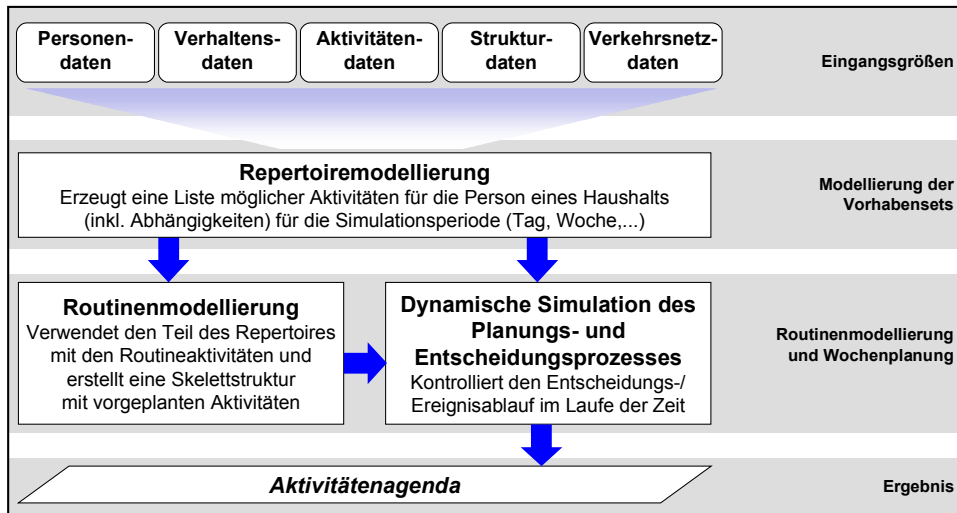 Personen-
daten
Verhaltens-
daten
Aktivitäten-
daten
Struktur-
daten
Verkehrsnetz-
daten
Eingangsgrößen
Repertoiremodellierung
Erzeugt eine Liste möglicher Aktivitäten für die Person eines Haushalts
(inkl. Abhängigkeiten) für die Simulationsperiode (Tag, Woche,...)
Modellierung der
Vorhabensets
Routinenmodellierung
Verwendet den Teil des Repertoires
mit den Routineaktivitäten und
erstellt eine Skelettstruktur
mit vorgeplanten Aktivitäten
Dynamische Simulation des
Planungs- und
Entscheidungsprozesses
Kontrolliert den Entscheidungs-/
Ereignisablauf im Laufe der Zeit
Routinenmodellierung
und Wochenplanung
Aktivitätenagenda
Ergebnis